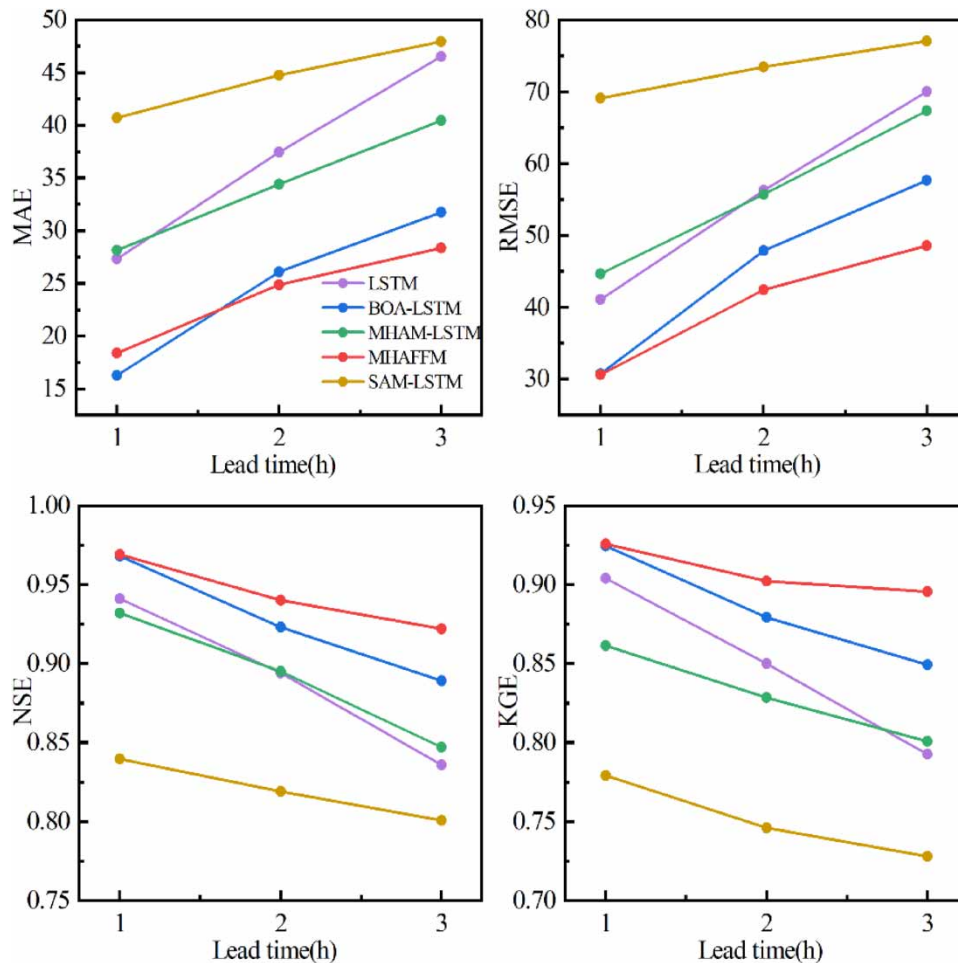 MAE
50
45
40
35
30
25
20
15
1 2 3
Lead time(h)
LSTM
BOA-LSTM
MHAM-LSTM
MHAFFM
SAM-LSTM
RMSE
80
70
60
50
40
30
1 2 3
Lead time(h)
NSE
1.00
0.95
0.90
0.85
0.80
0.75
1 2 3
Lead time(h)
KGE
0.95
0.90
0.85
0.80
0.75
0.70
1 2 3
Lead time(h)